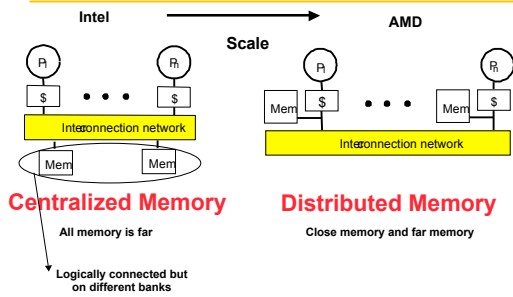 Intel
AMD
Scale
P1
Pn
P1
Pn
$
$
Mem
$
Mem
$
Interconnection network
Interconnection network
Mem
Mem
Centralized Memory
Distributed Memory
All memory is far
Close memory and far memory
Logically connected but
on different banks